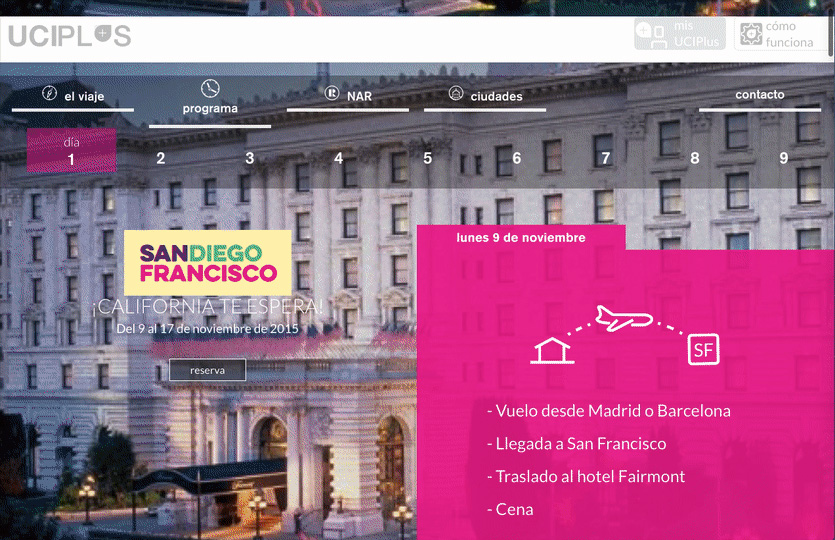 UCIPLUS
mis
UCIPlus
cómo
funciona
el viaje
programa
NAR
ciudades
contacto
día
1
2
3
4
5
6
7
8
9
SANDIEGO
FRANCISCO
¡CALIFORNIA TE ESPERA!
Del 9 al 17 de noviembre de 2015
reserva
lunes 9 de noviembre
SF
- Vuelo desde Madrid o Barcelona
- Llegada a San Francisco
- Traslado al hotel Fairmont
- Cena